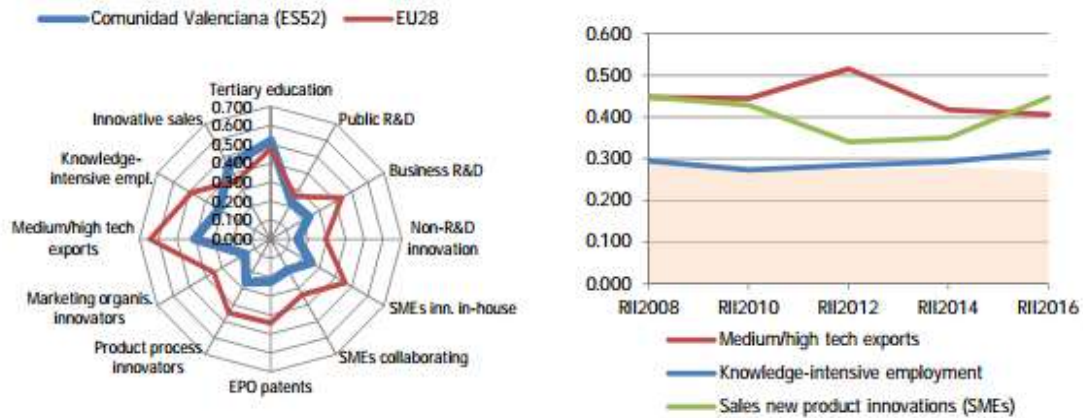 Comunidad Valenciana (ES52)
EU28
Tertiary education
0.700
0.600
0.500
0.400
0.300
0.200
0.100
0.000
Public R&D
Business R&D
Non-R&D
innovation
SMEs inn. in-house
SMEs collaborating
EPO patents
Product process
innovators
Marketing organis.
innovators
Medium/high tech
exports
Knowledge-
intensive empl.
Innovative sales
0.600
0.500
0.400
0.300
0.200
0.100
0.000
RII2008 RII2010 RII2012 RII2014 RII2016
Medium/high tech exports
Knowledge-intensive employment
Sales new product innovations (SMEs)